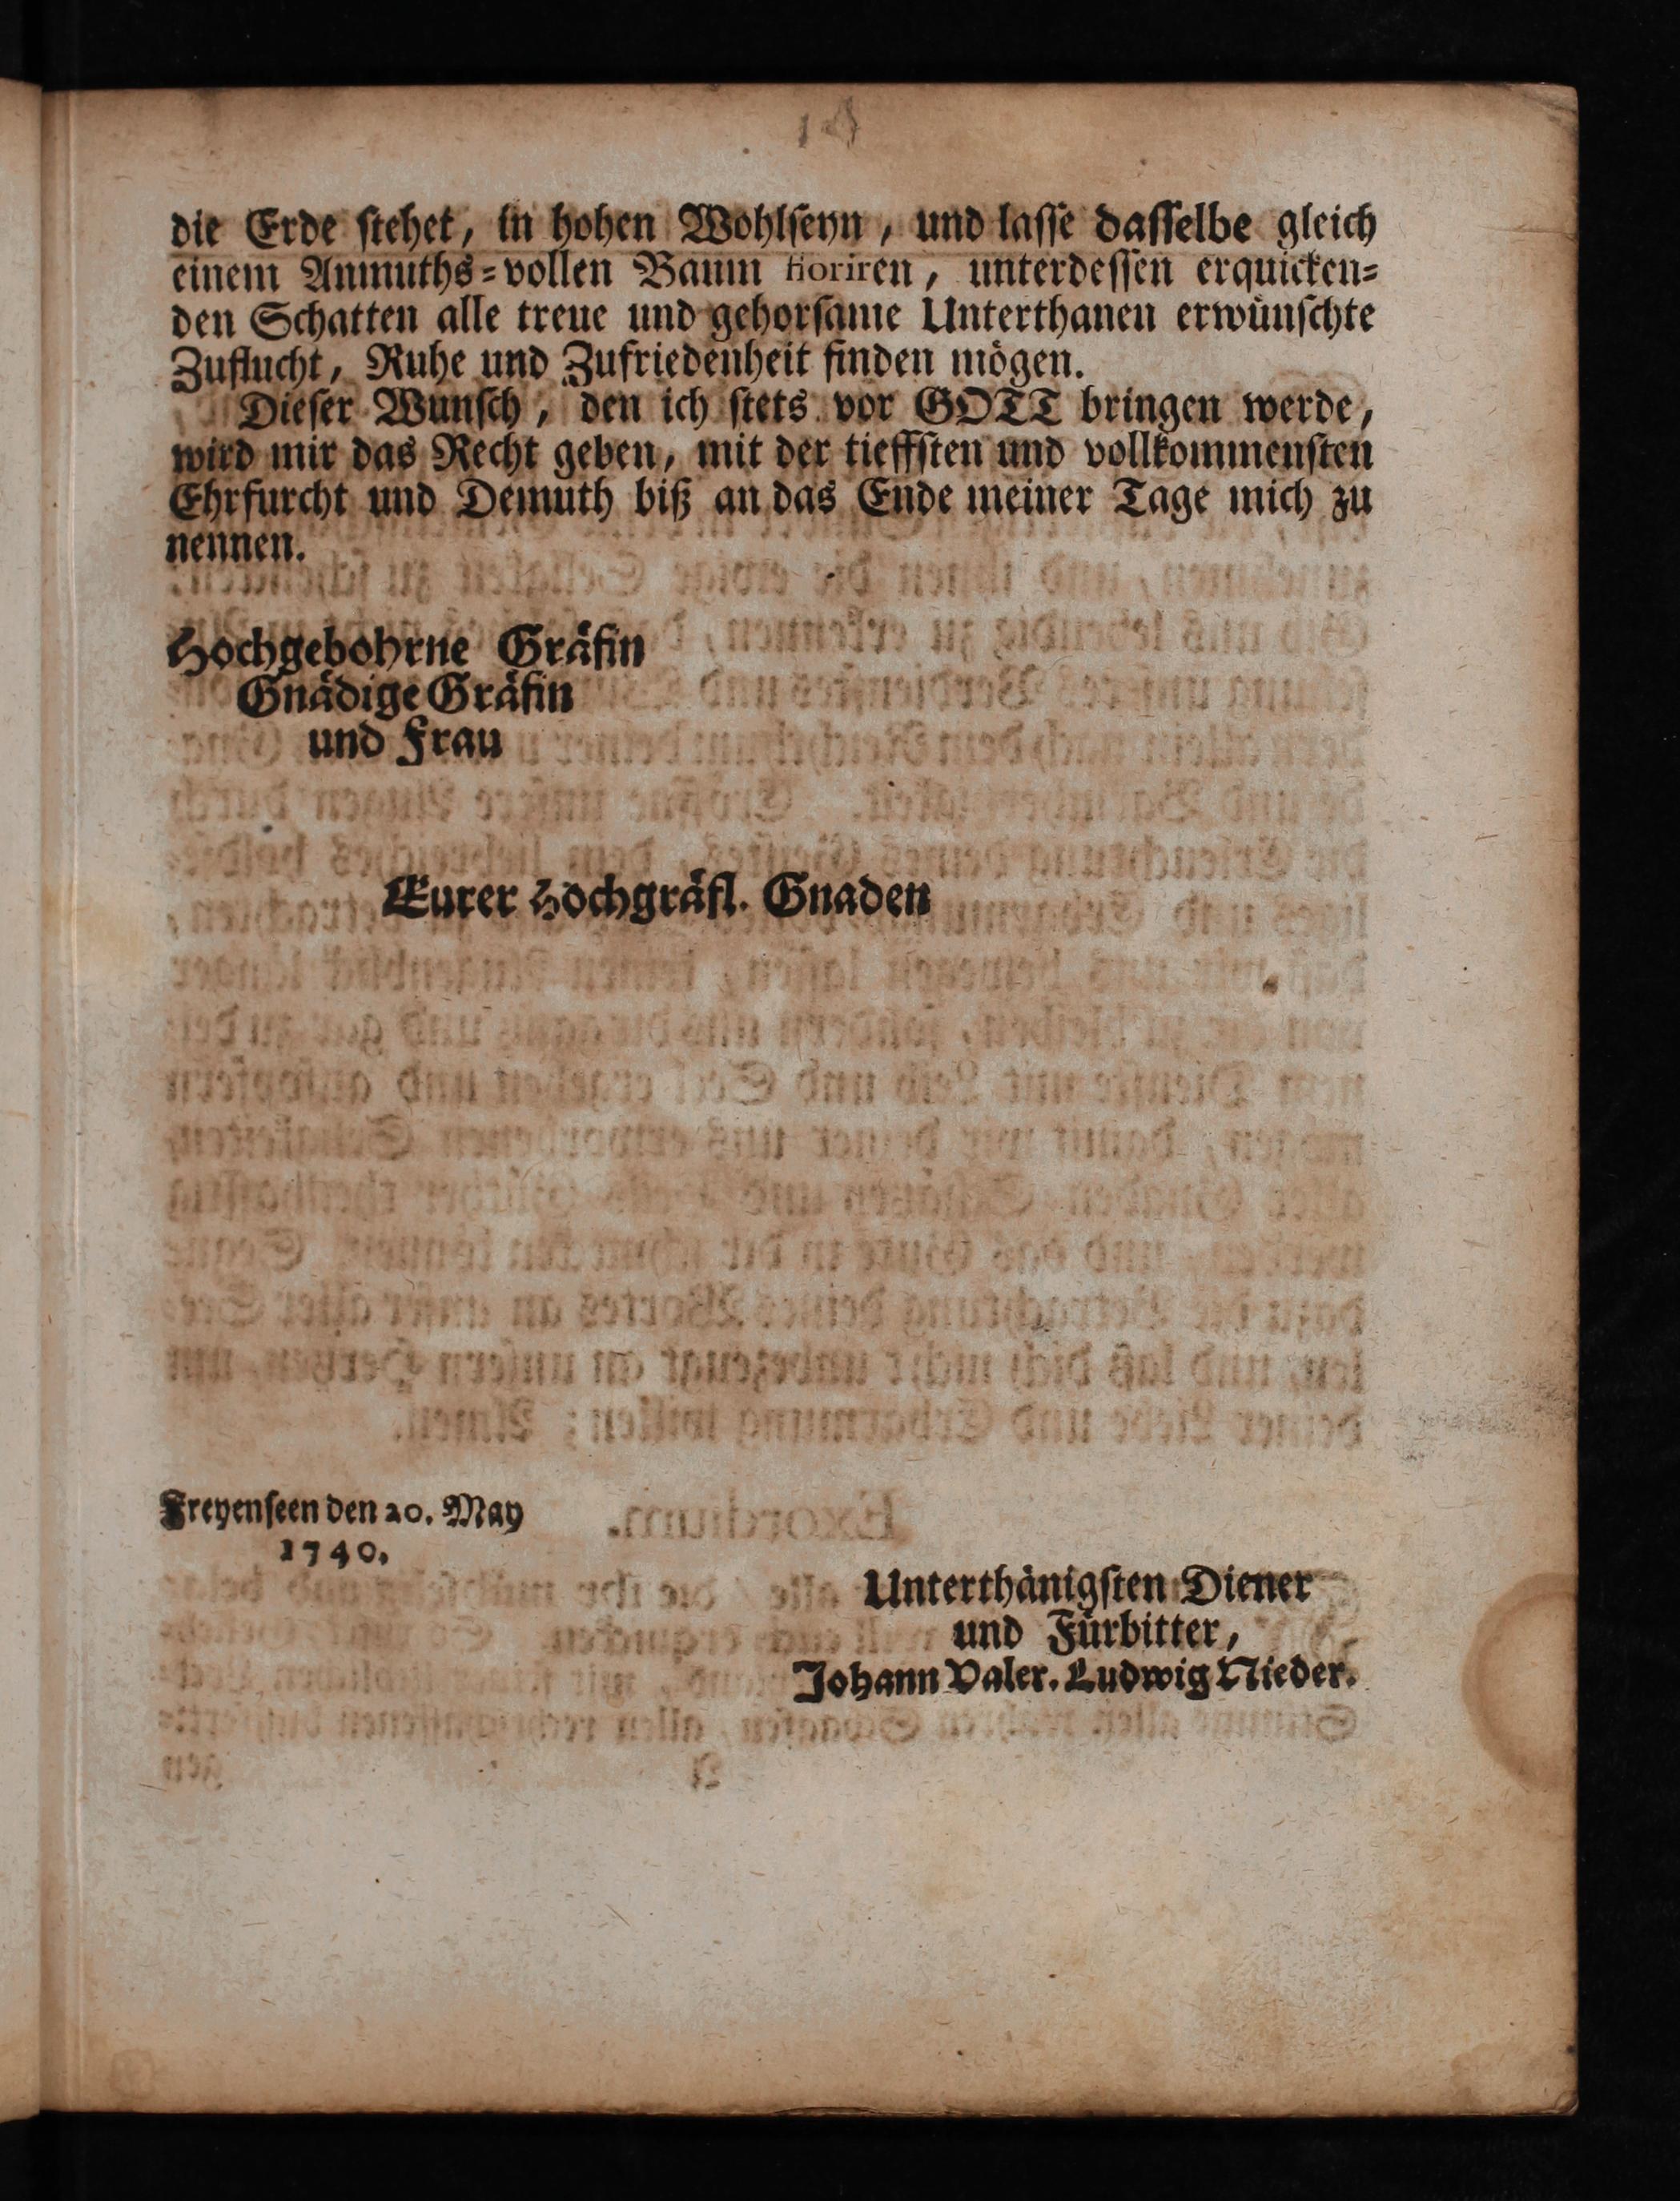 die Erde stehet, in hohen Wohlseyn, und lasse dasselbe gleich
einem Anmuths=vollen Baum floriren, unterdessen erquicken=
den Schatten alle treue und gehorsame Unterthanen erwünschte
Zuflucht, Ruhe und Zufriedenheit finden mögen.
Dieser Wunsch, den ich stets vor GOTT bringen werde,
wird mir das Recht geben, mit der tieffsten und vollkommensten
Ehrfurcht und Demuth biß an das Ende meiner Tage mich zu
nennen.
Hochgebohrne Gräfin
Gnädige Gräfin
und Frau
Eurer Hochgräfl. Gnaden
Freyenseen den 20. May
1740.
Unterthänigsten Diener
und Fürbitter,
Johann Valer. Ludwig Nieder.